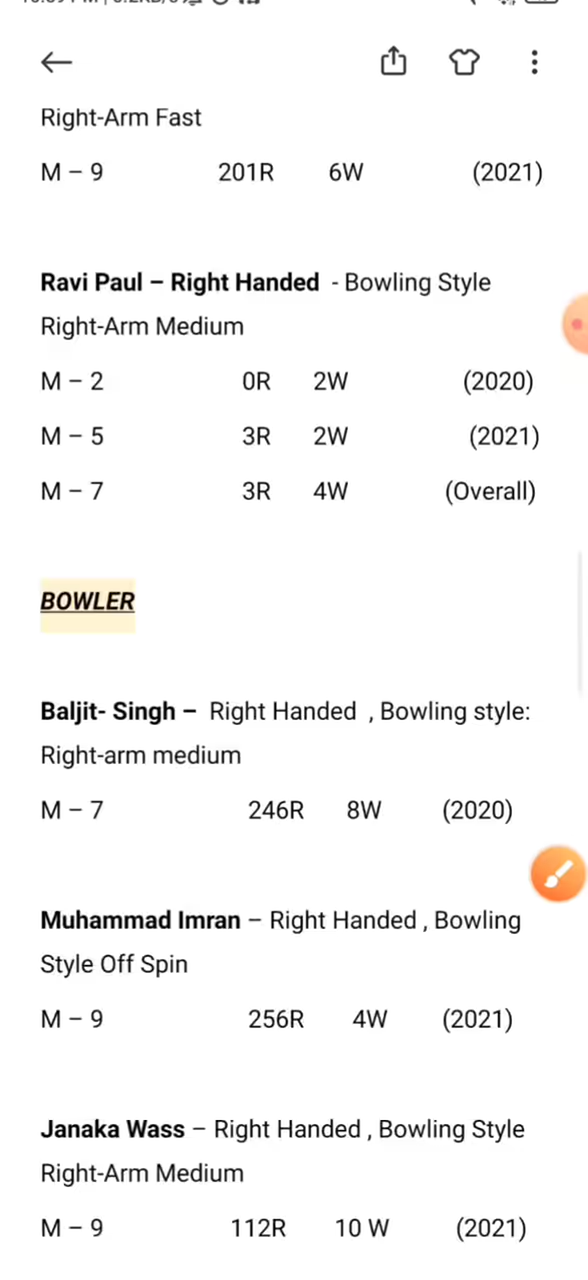 Right-Arm Fast
M – 9 201R 6W (2021)
Ravi Paul – Right Handed - Bowling Style
Right-Arm Medium
M – 2 0R 2W (2020)
M – 5 3R 2W (2021)
M – 7 3R 4W (Overall)
BOWLER
Baljit- Singh – Right Handed , Bowling style:
Right-arm medium
M – 7 246R 8W (2020)
Muhammad Imran – Right Handed , Bowling
Style Off Spin
M – 9 256R 4W (2021)
Janaka Wass – Right Handed , Bowling Style
Right-Arm Medium
M – 9 112R 10 W (2021)